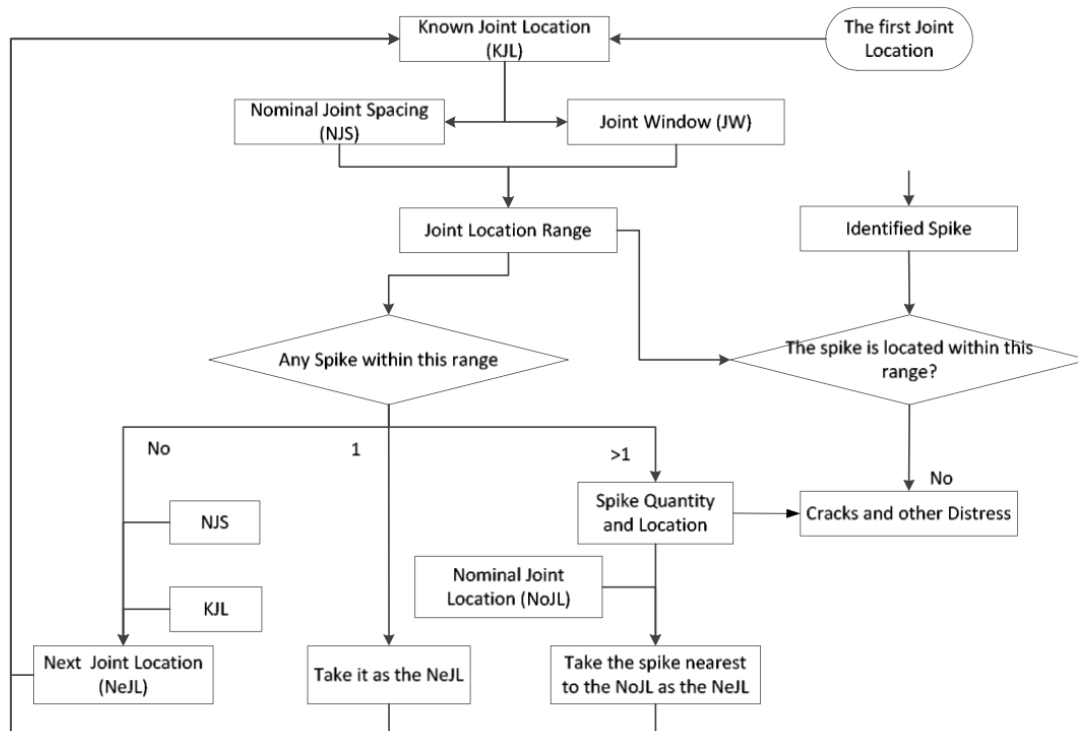 Known Joint Location
(KJL)
The first Joint
Location
Nominal Joint Spacing
(NJS)
Joint Window (JW)
Joint Location Range
Identified Spike
Any Spike within this range
The spike is located within this
range?
No
1
>1
No
NJS
Spike Quantity
and Location
Cracks and other Distress
Nominal Joint
Location (NoJL)
KJL
Next Joint Location
(NeJL)
Take it as the NeJL
Take the spike nearest
to the NoJL as the NeJL